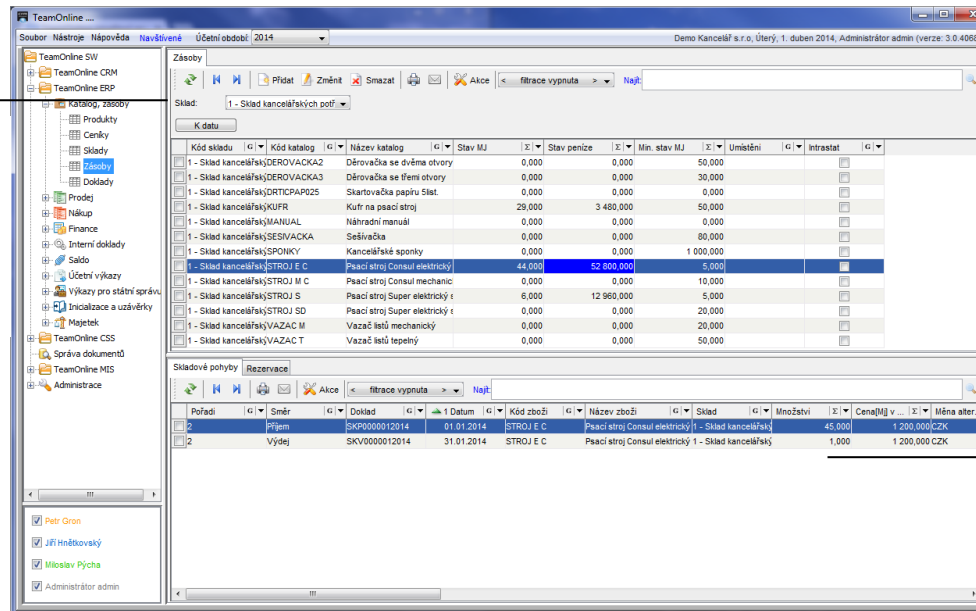 TeamOnline ....
Soubor Nástroje Nápověda Navštívené Účetní období: 2014 Demo Kancelář s.r.o, Úterý, 1. duben 2014, Administrátor admin (verze: 3.0.4068
TeamOnline SW
TeamOnline CRM
TeamOnline ERP
Katalog, zásoby
Produkty
Ceníky
Sklady
Zásoby
Doklady
Prodej
Nákup
Finance
Interní doklady
Saldo
Účetní výkazy
Výkazy pro státní správu
Inicializace a uzávěrky
Majetek
TeamOnline CSS
Správa dokumentů
TeamOnline MIS
Administrace
Petr Gron
Jiří Hnětkovský
Miloslav Pýcha
Administrátor admin
Zásoby
Přidat Změnit Smazat Akce < filtrace vypnuta > Najít:
Sklad: 1 - Sklad kancelářských potř.
K datu
Kód skladu G Kód katalog G Název katalog G Stav MJ Σ Stav peníze Σ Min. stav MJ Σ Umístění G Intrastat G
1 - Sklad kancelářský DEROVACKA2 Děrovačka se dvěma otvory 0,000 0,000 50,000
1 - Sklad kancelářský DEROVACKA3 Děrovačka se třemi otvory 0,000 0,000 30,000
1 - Sklad kancelářský DRTICPAP025 Skartovačka papíru 5list. 0,000 0,000 0,000
1 - Sklad kancelářský KUFR Kufr na psací stroj 29,000 3 480,000 50,000
1 - Sklad kancelářský MANUAL Náhradní manuál 0,000 0,000 0,000
1 - Sklad kancelářský SESIVACKA Sešívačka 0,000 0,000 80,000
1 - Sklad kancelářský SPONKY Kancelářské sponky 0,000 0,000 1 000,000
1 - Sklad kancelářský STROJ E C Psací stroj Consul elektrický 44,000 52 800,000 5,000
1 - Sklad kancelářský STROJ M C Psací stroj Consul mechanic 0,000 0,000 10,000
1 - Sklad kancelářský STROJ S Psací stroj Super elektrický s 6,000 12 960,000 5,000
1 - Sklad kancelářský STROJ SD Psací stroj Super elektrický s 0,000 0,000 20,000
1 - Sklad kancelářský VAZAC M Vazač listů mechanický 0,000 0,000 20,000
1 - Sklad kancelářský VAZAC T Vazač listů tepelný 0,000 0,000 50,000
Skladové pohyby Rezervace
Akce < filtrace vypnuta > Najít:
Pořadí G Směr G Doklad G 1 Datum G Kód zboží G Název zboží G Sklad G Množství Σ Cena[Mj] v ... Σ Měna alter.
2 Příjem SKP0000012014 01.01.2014 STROJ E C Psací stroj Consul elektrický 1 - Sklad kancelářský 45,000 1 200,000 CZK
2 Výdej SKV0000012014 31.01.2014 STROJ E C Psací stroj Consul elektrický 1 - Sklad kancelářský 1,000 1 200,000 CZK